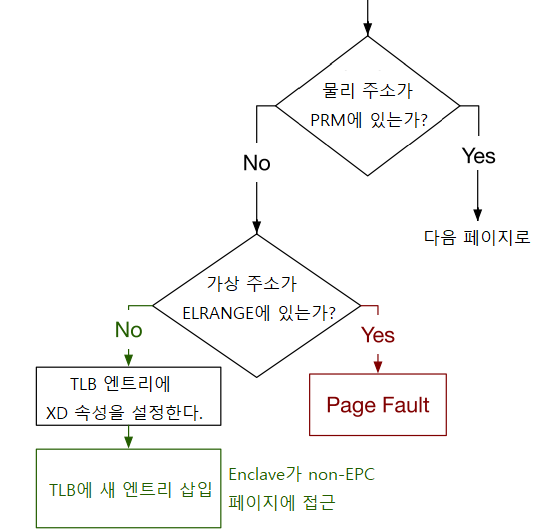 물리 주소가
PRM에 있는가?
No
Yes
다음 페이지로
가상 주소가
ELRANGE에 있는가?
No
Yes
TLB 엔트리에
XD 속성을 설정한다.
Page Fault
TLB에 새 엔트리 삽입
Enclave가 non-EPC
페이지에 접근